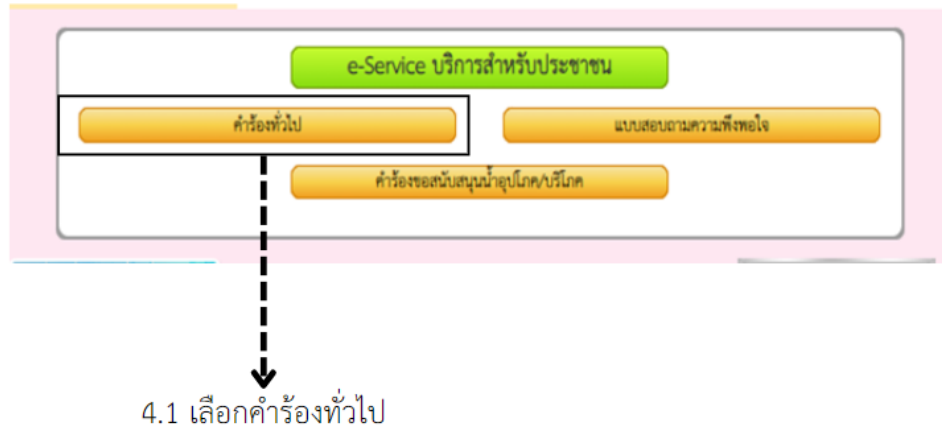 e-Service บริการสำหรับประชาชน
คำร้องทั่วไป
แบบสอบถามความพึงพอใจ
คำร้องขอสนับสนุนน้ำอุปโภค/บริโภค
4.1 เลือกคำร้องทั่วไป